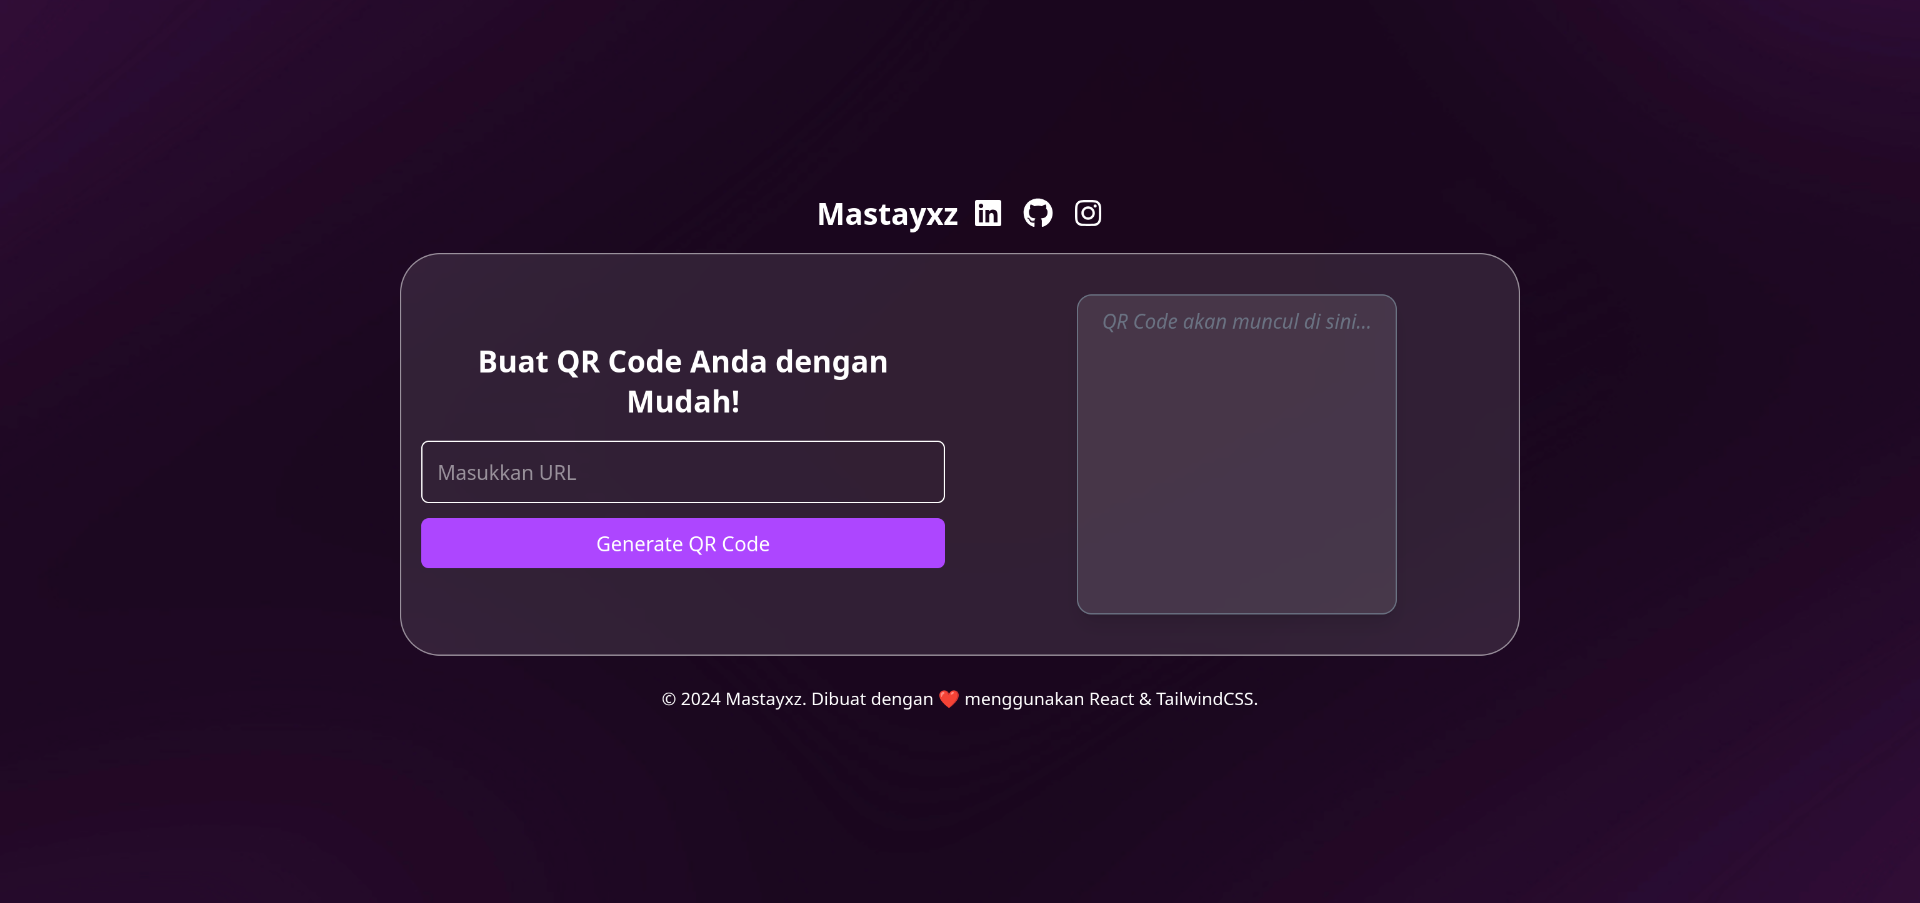 Mastayxz
Buat QR Code Anda dengan
Mudah!
Masukkan URL
Generate QR Code
QR Code akan muncul di sini...
© 2024 Mastayxz. Dibuat dengan ❤️ menggunakan React & TailwindCSS.